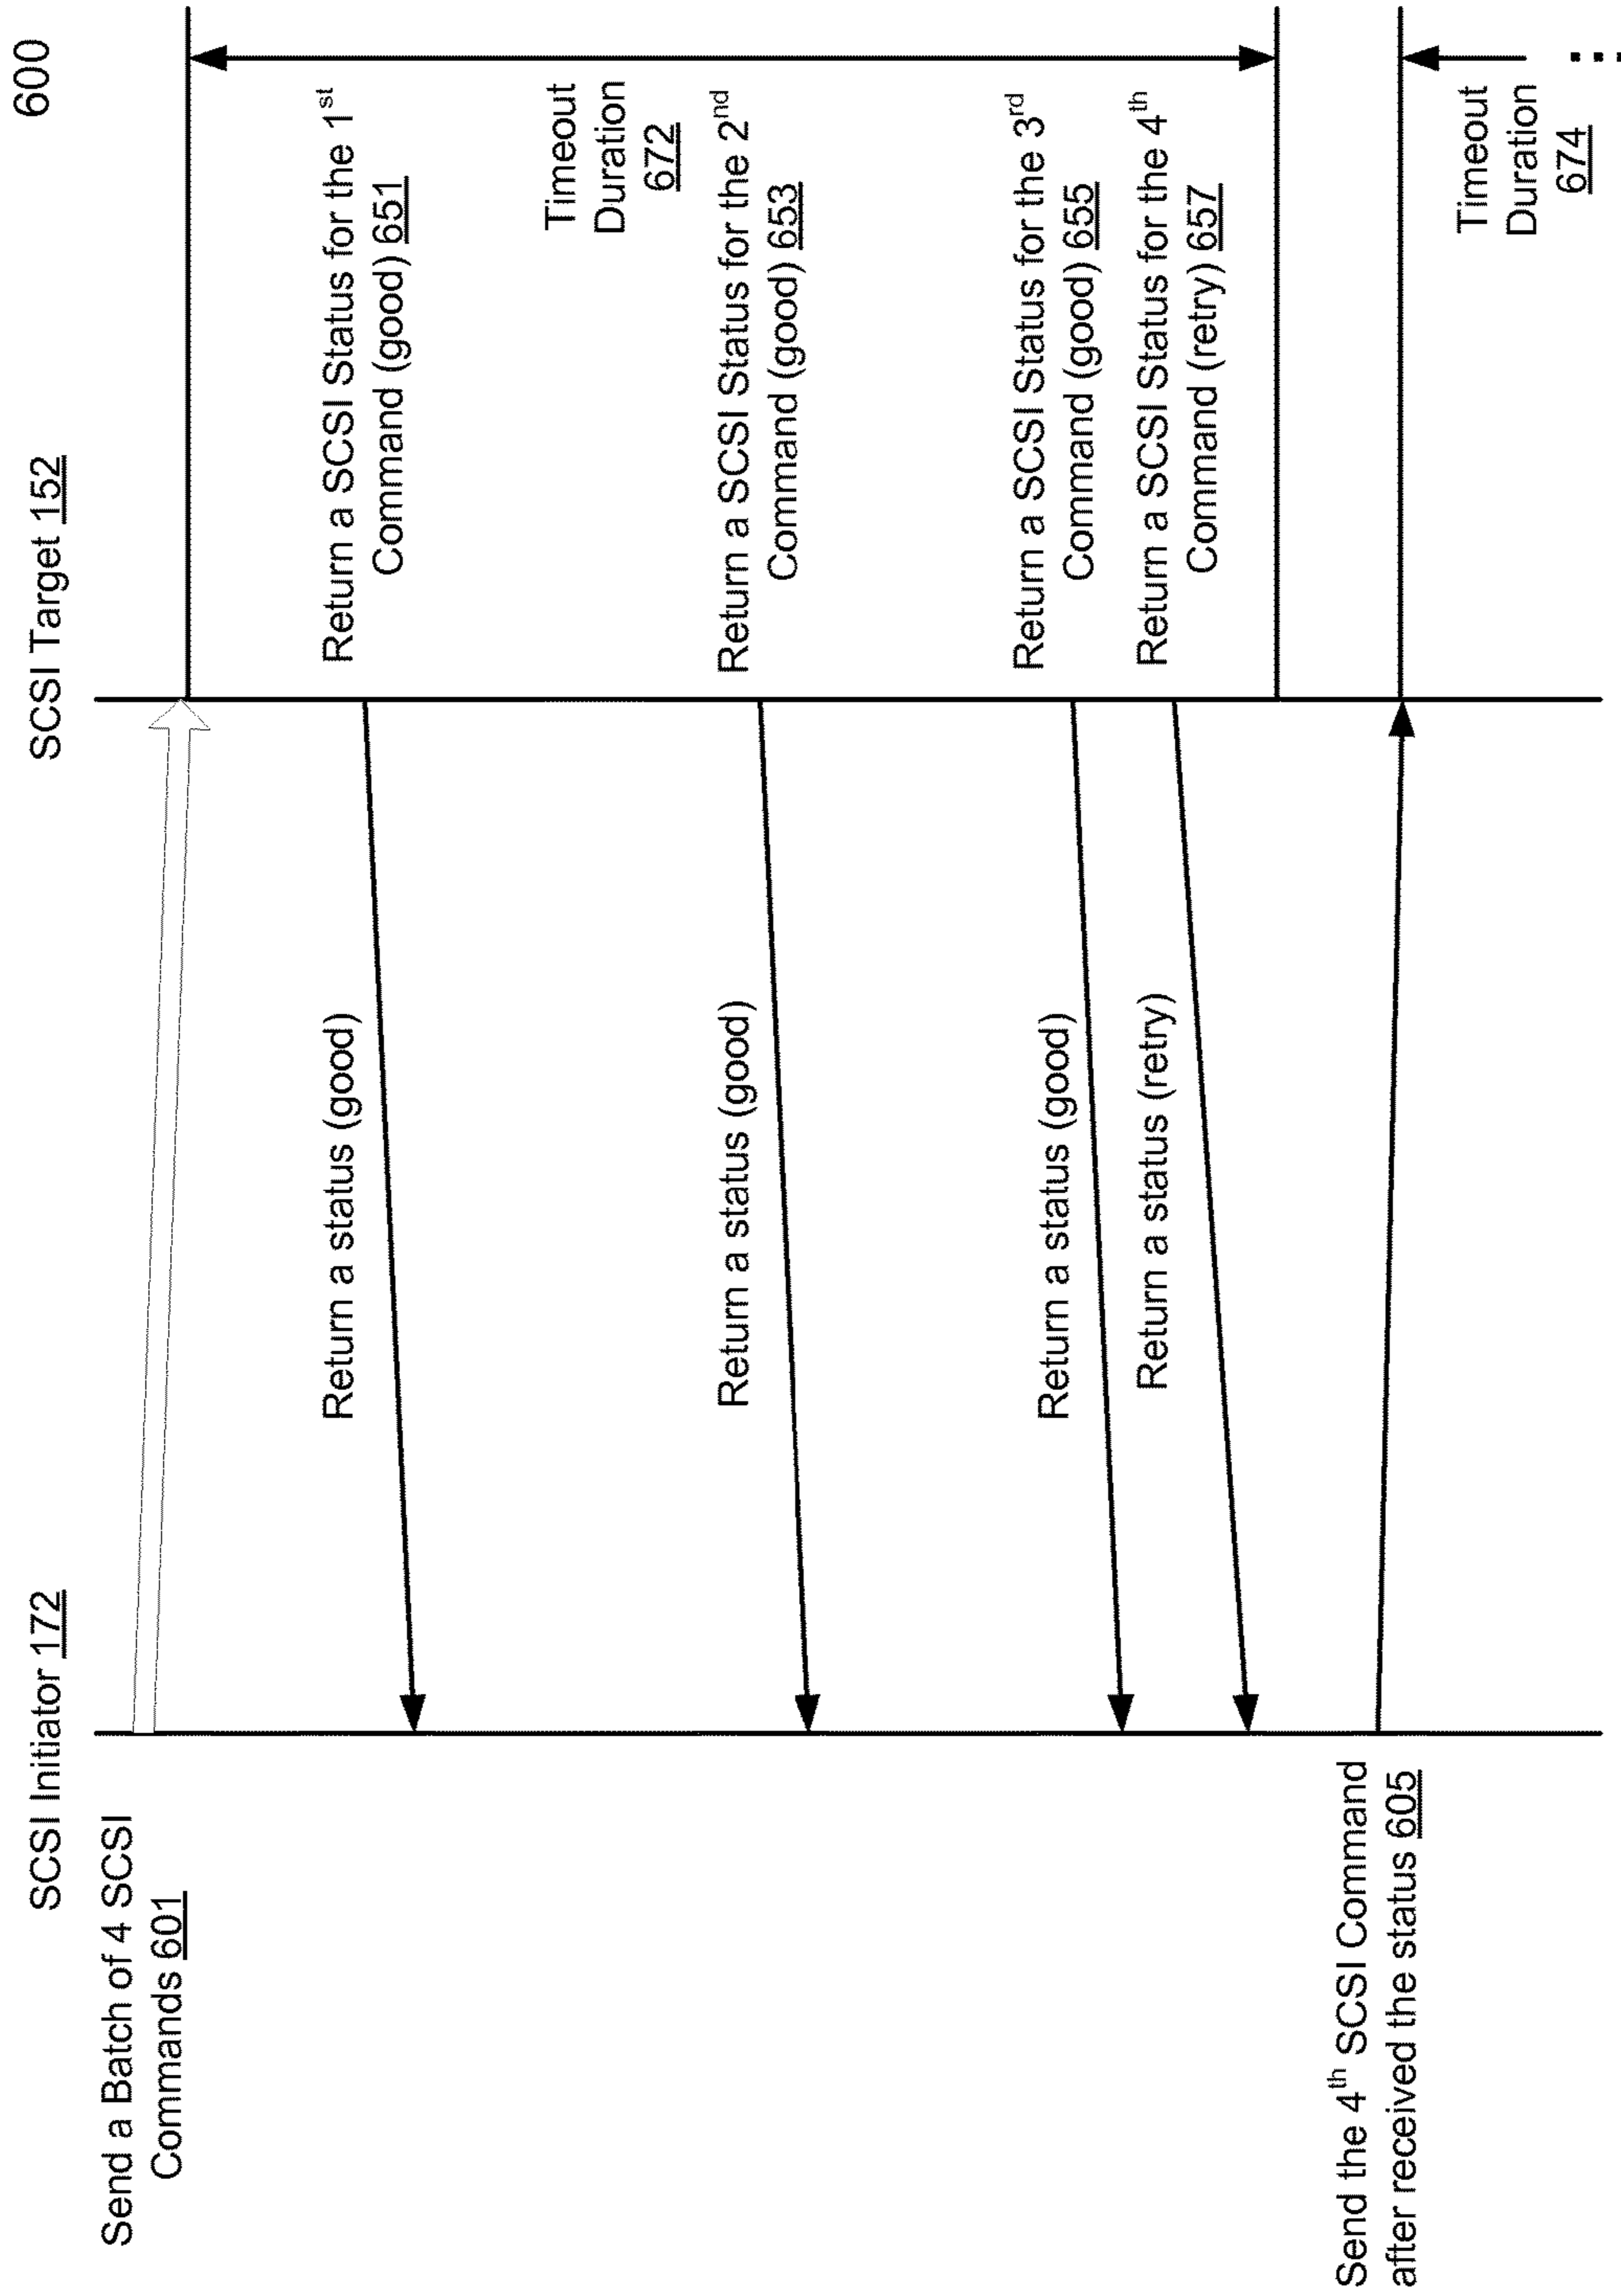 600
SCSI Initiator 172
SCSI Target 152
Send a Batch of 4 SCSI
Commands 601
Return a status (good)
Return a SCSI Status for the 1st
Command (good) 651
Timeout
Duration
672
Return a status (good)
Return a SCSI Status for the 2nd
Command (good) 653
Return a status (good)
Return a SCSI Status for the 3rd
Command (good) 655
Return a status (retry)
Return a SCSI Status for the 4th
Command (retry) 657
Send the 4th SCSI Command
after received the status 605
Timeout
Duration
674